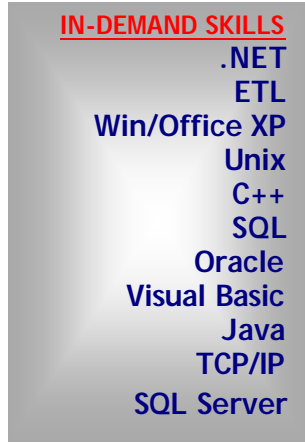 IN-DEMAND SKILLS
.NET
ETL
Win/Office XP
Unix
C++
SQL
Oracle
Visual Basic
Java
TCP/IP
SQL Server